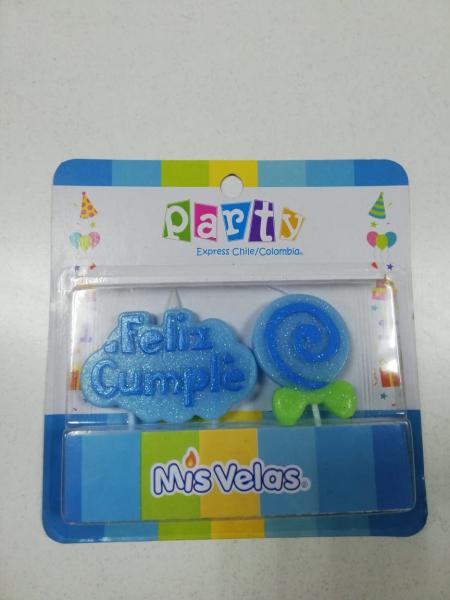 party
Express Chile/Colombia®
Feliz
Cumple
Mis Velas®